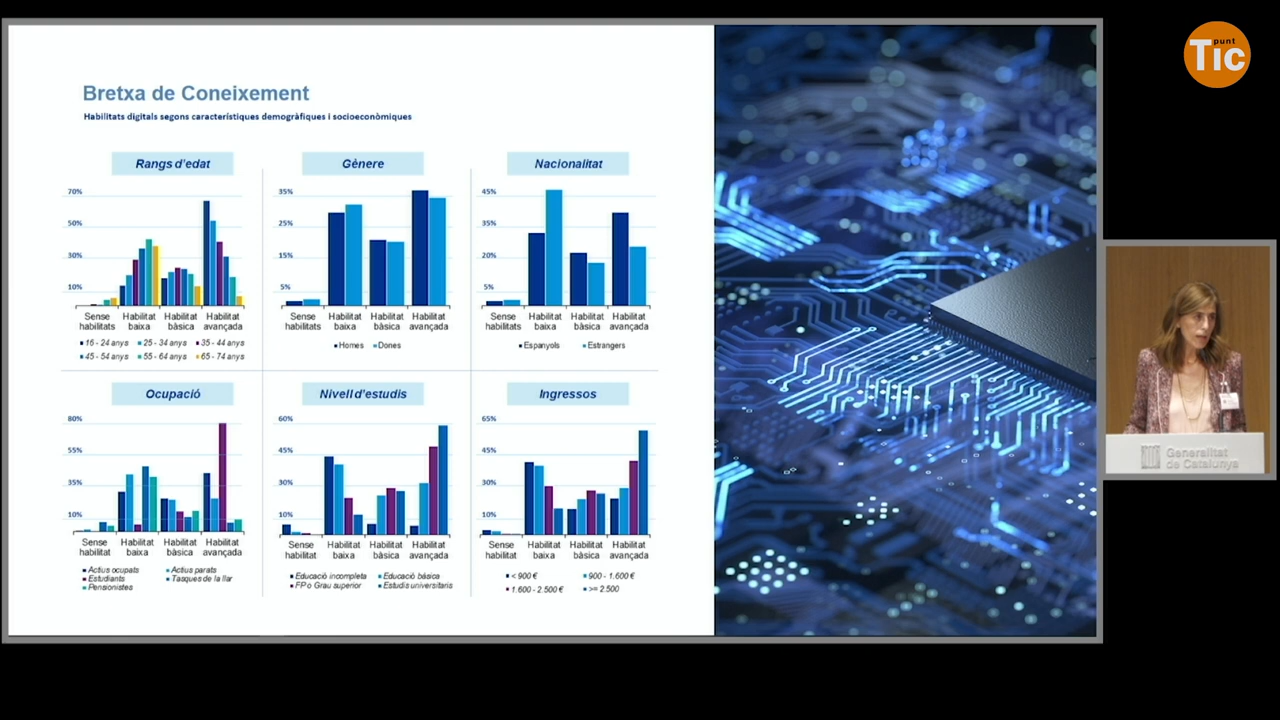 Bretxa de Coneixement
Habilitats digitals segons característiques demogràfiques i socioeconòmiques
Rangs d'edat
70%
50%
30%
10%
Sense habilitats
Habilitat baixa
Habilitat bàsica
Habilitat avançada
16 - 24 anys
25 - 34 anys
35 - 44 anys
45 - 54 anys
55 - 64 anys
65 - 74 anys
Gènere
35%
25%
15%
5%
Sense habilitats
Habilitat baixa
Habilitat bàsica
Habilitat avançada
Homes
Dones
Nacionalitat
45%
35%
20%
5%
Sense habilitats
Habilitat baixa
Habilitat bàsica
Habilitat avançada
Espanyols
Estrangers
Ocupació
80%
55%
35%
10%
Sense habilitat
Habilitat baixa
Habilitat bàsica
Habilitat avançada
Actius ocupats
Actius parats
Estudiants
Tasques de la llar
Pensionistes
Nivell d'estudis
60%
45%
30%
10%
Sense habilitat
Habilitat baixa
Habilitat bàsica
Habilitat avançada
Educació incompleta
Educació bàsica
FP o Grau superior
Estudis universitaris
Ingressos
65%
45%
30%
10%
Sense habilitat
Habilitat baixa
Habilitat bàsica
Habilitat avançada
< 900 €
900 - 1.600 €
1.600 - 2.500 €
>= 2.500
punt
Tic
Generalitat
de Catalunya